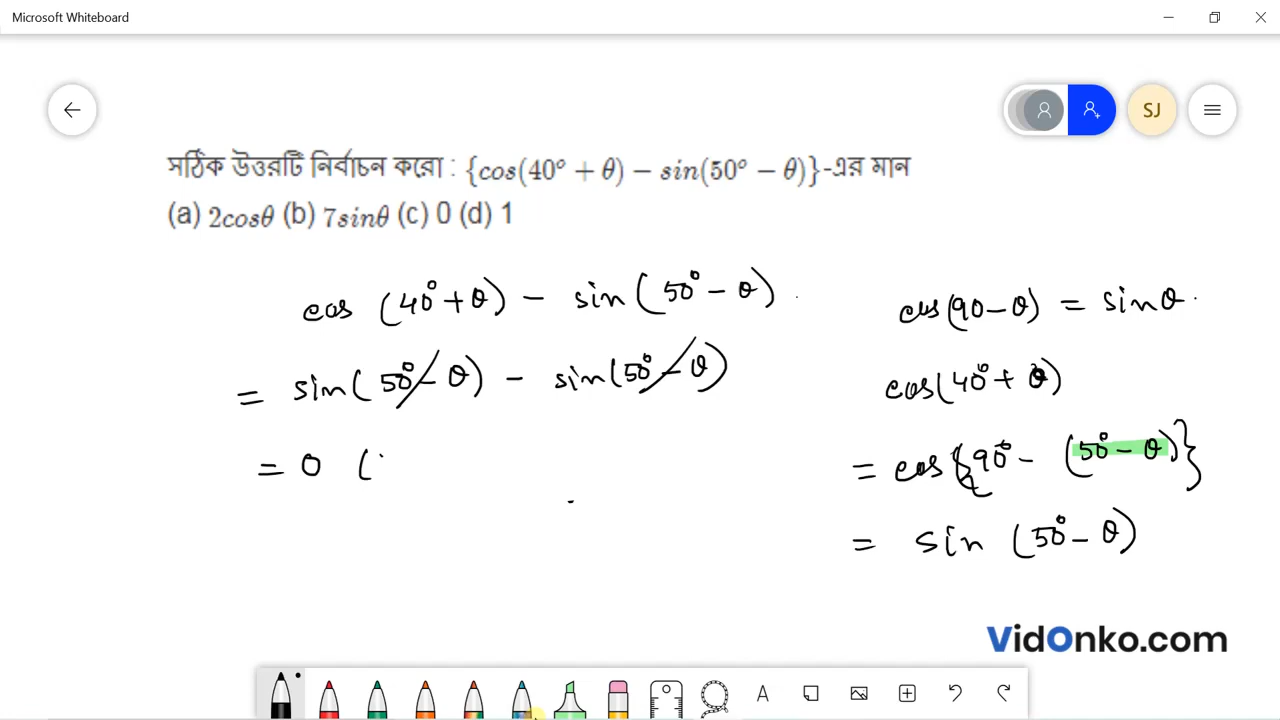 Microsoft Whiteboard
SJ
সঠিক উত্তরটি নির্বাচন করো : {cos(40° + θ) − sin(50° − θ)}-এর মান
(a) 2cosθ (b) 7sinθ (c) 0 (d) 1
cos (40° + θ) − sin (50° − θ)
= sin(50° − θ) − sin(50° − θ)
= 0 (
cos(90 − θ) = sinθ
cos(40° + θ)
= cos{90° − (50° − θ)}
= sin (50° − θ)
VidOnko.com
A